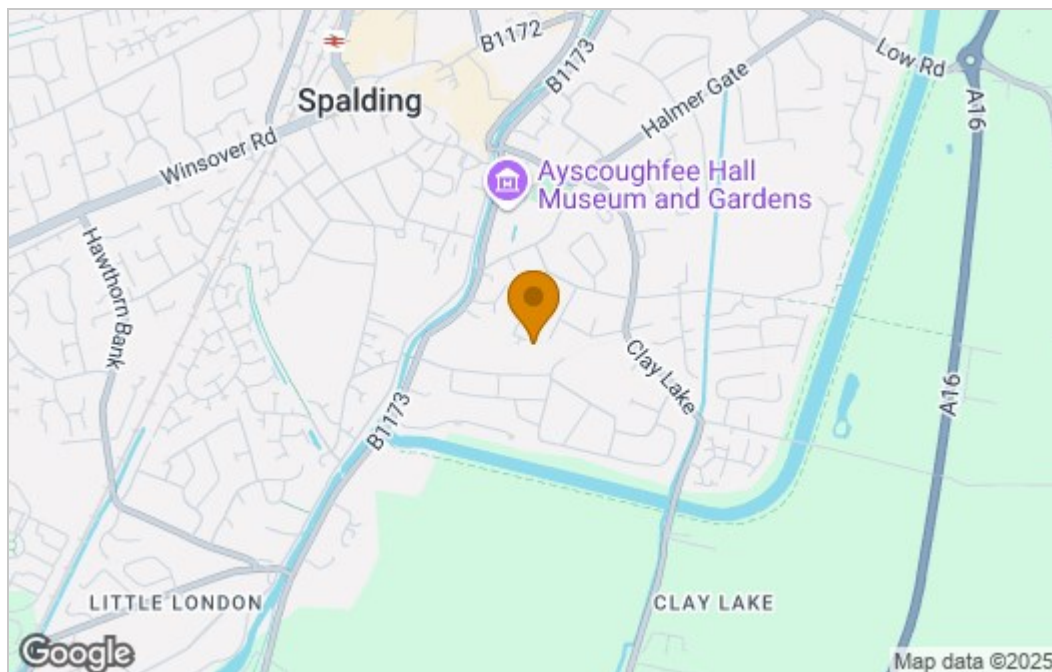 B1172
B1173
Low Rd
Spalding
Halmer Gate
A16
Winsover Rd
Ayscoughfee Hall
Museum and Gardens
Hawthorn Bank
Clay Lake
A16
B1173
LITTLE LONDON
CLAY LAKE
Google
Map data ©2025